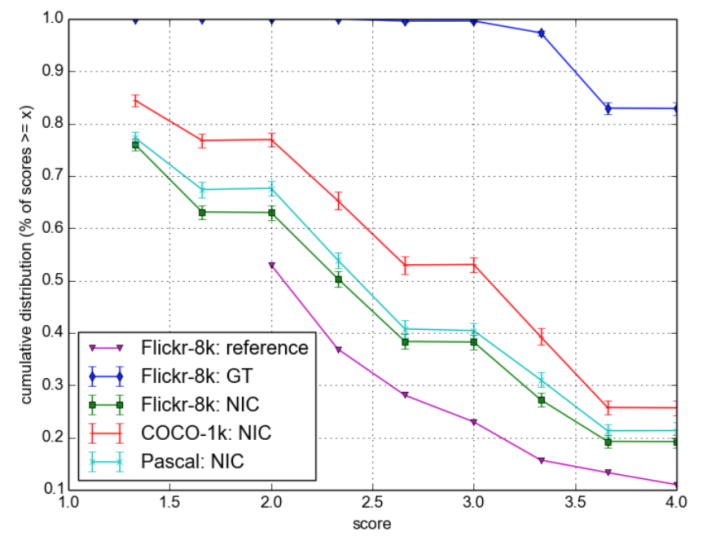 1.0
0.9
0.8
0.7
0.6
0.5
0.4
0.3
0.2
0.1
cumulative distribution (% of scores >= x)
Flickr-8k: reference
Flickr-8k: GT
Flickr-8k: NIC
COCO-1k: NIC
Pascal: NIC
1.0 1.5 2.0 2.5 3.0 3.5 4.0
score